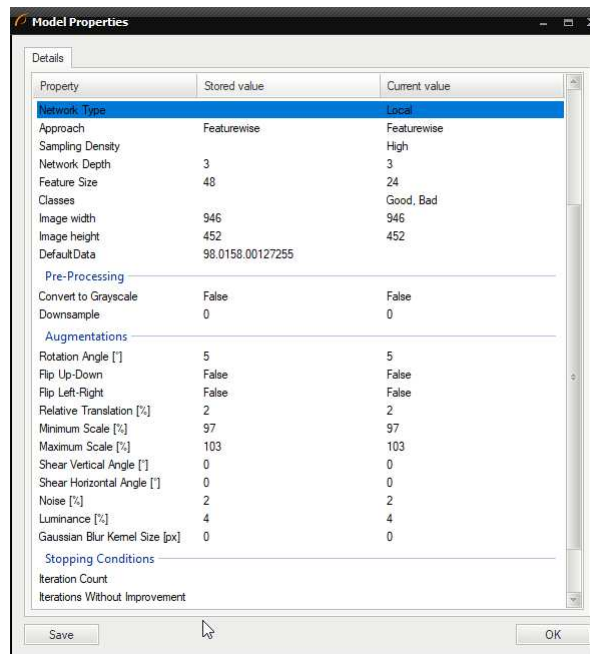 Model Properties
Details
Property Stored value Current value
Network Type Local
Approach Featurewise Featurewise
Sampling Density High
Network Depth 3 3
Feature Size 48 24
Classes Good, Bad
Image width 946 946
Image height 452 452
DefaultData 98.0158.00127255
Pre-Processing
Convert to Grayscale False False
Downsample 0 0
Augmentations
Rotation Angle [°] 5 5
Flip Up-Down False False
Flip Left-Right False False
Relative Translation [%] 2 2
Minimum Scale [%] 97 97
Maximum Scale [%] 103 103
Shear Vertical Angle [°] 0 0
Shear Horizontal Angle [°] 0 0
Noise [%] 2 2
Luminance [%] 4 4
Gaussian Blur Kernel Size [px] 0 0
Stopping Conditions
Iteration Count
Iterations Without Improvement
Save OK